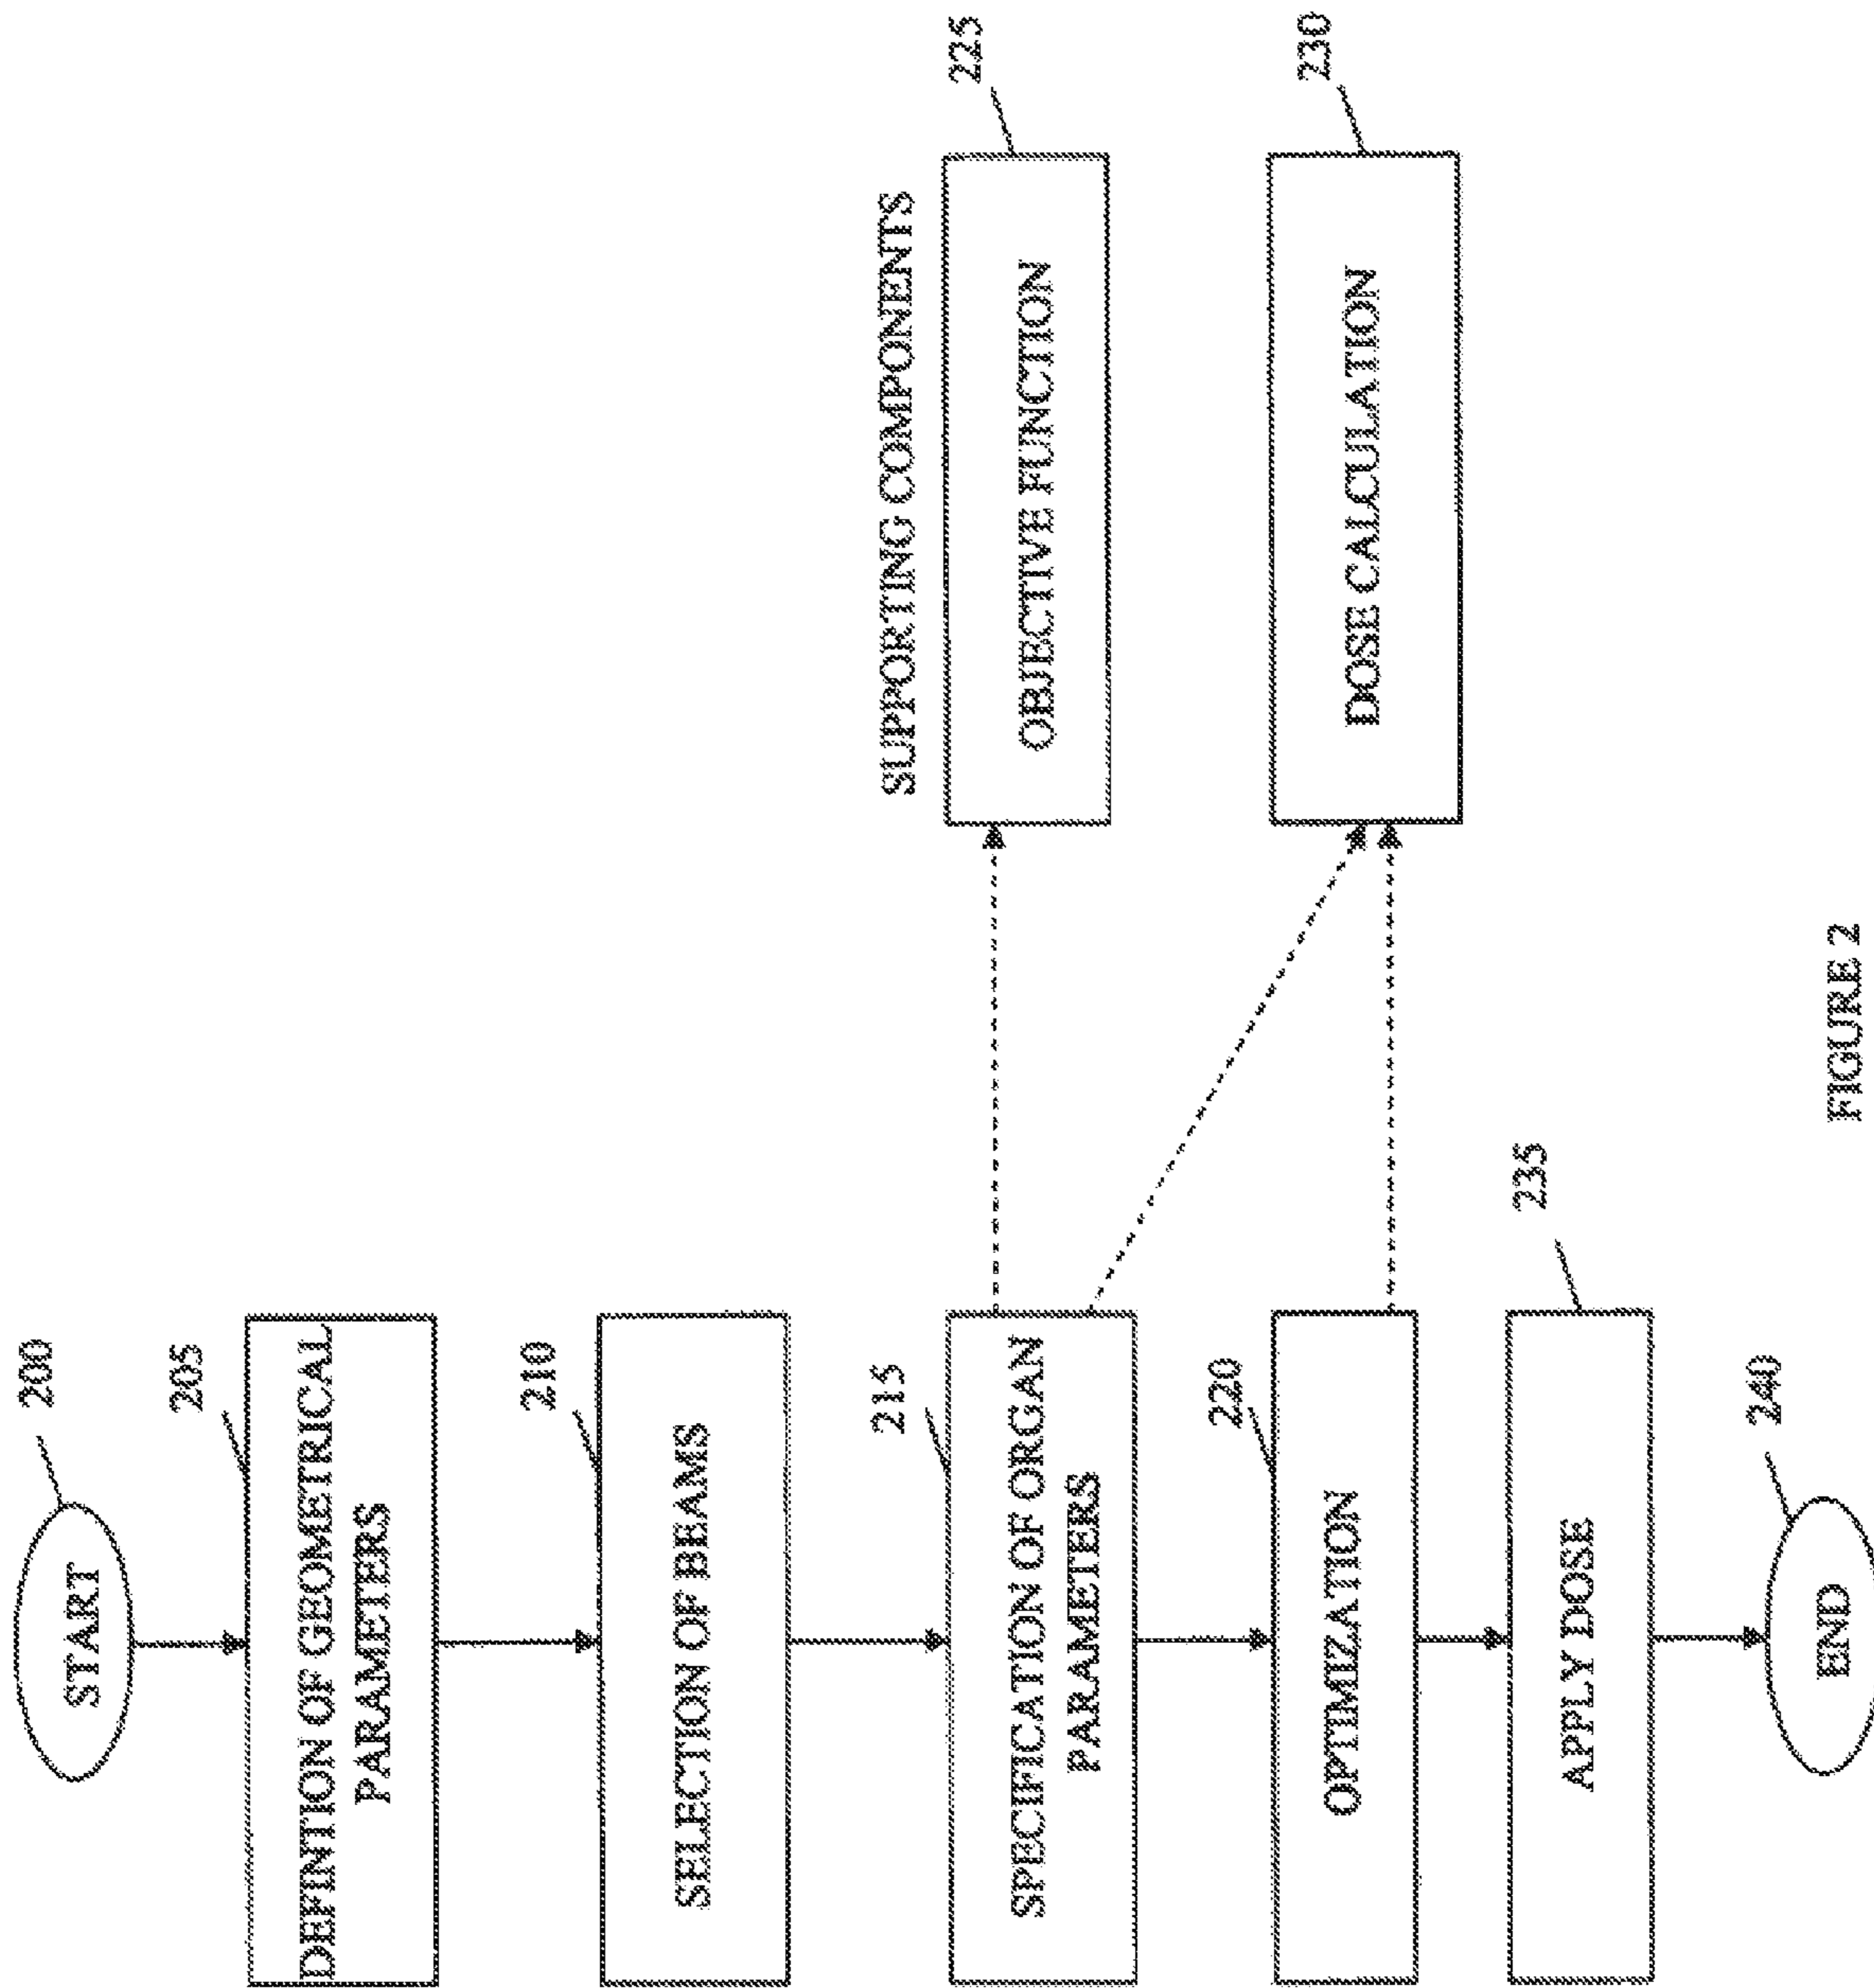 START
200
DEFINITION OF GEOMETRICAL
PARAMETERS
205
SELECTION OF BEAMS
210
SUPPORTING COMPONENTS
SPECIFICATION OF ORGAN
PARAMETERS
215
OBJECTIVE FUNCTION
225
OPTIMIZATION
220
DOSE CALCULATION
230
APPLY DOSE
235
END
240
FIGURE 2